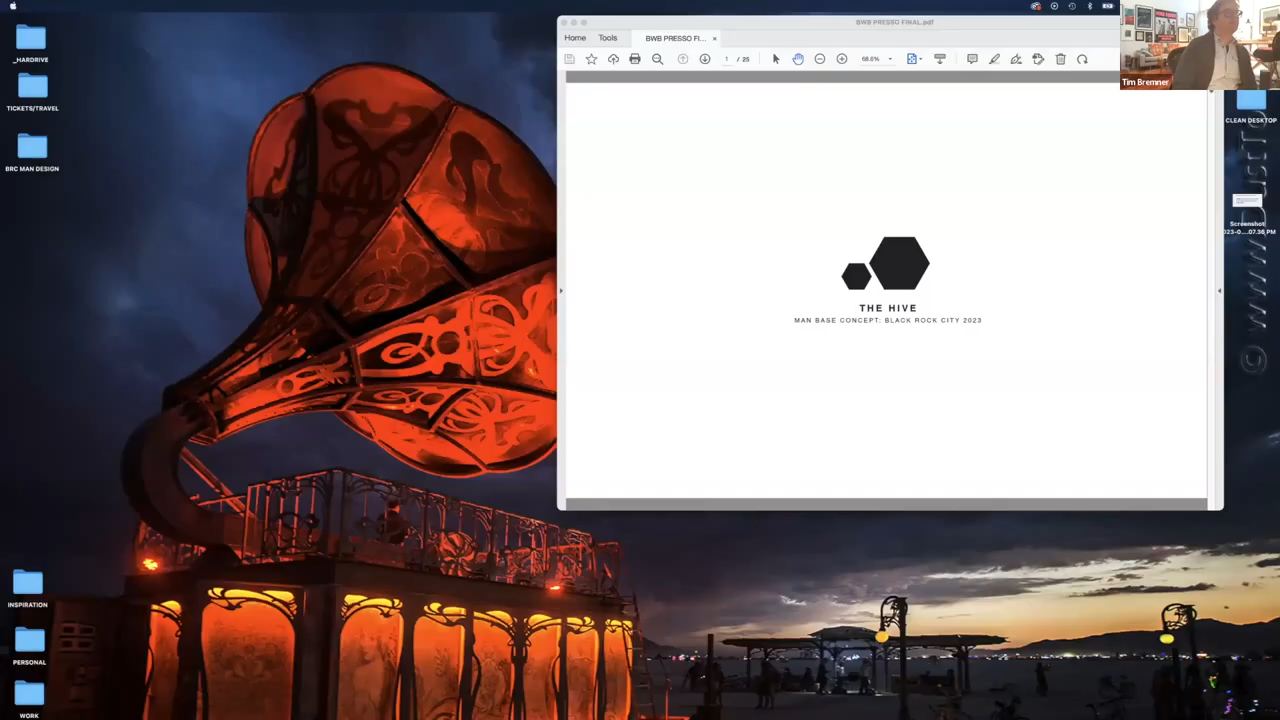 BWB PRESSO FINAL.pdf
Home
Tools
BWB PRESSO FI...
×
1 / 25
68.6%
Tim Bremner
_HARDRIVE
TICKETS/TRAVEL
BRC MAN DESIGN
CLEAN DESKTOP
Screenshot
THE HIVE
MAN BASE CONCEPT: BLACK ROCK CITY 2023
INSPIRATION
PERSONAL
WORK